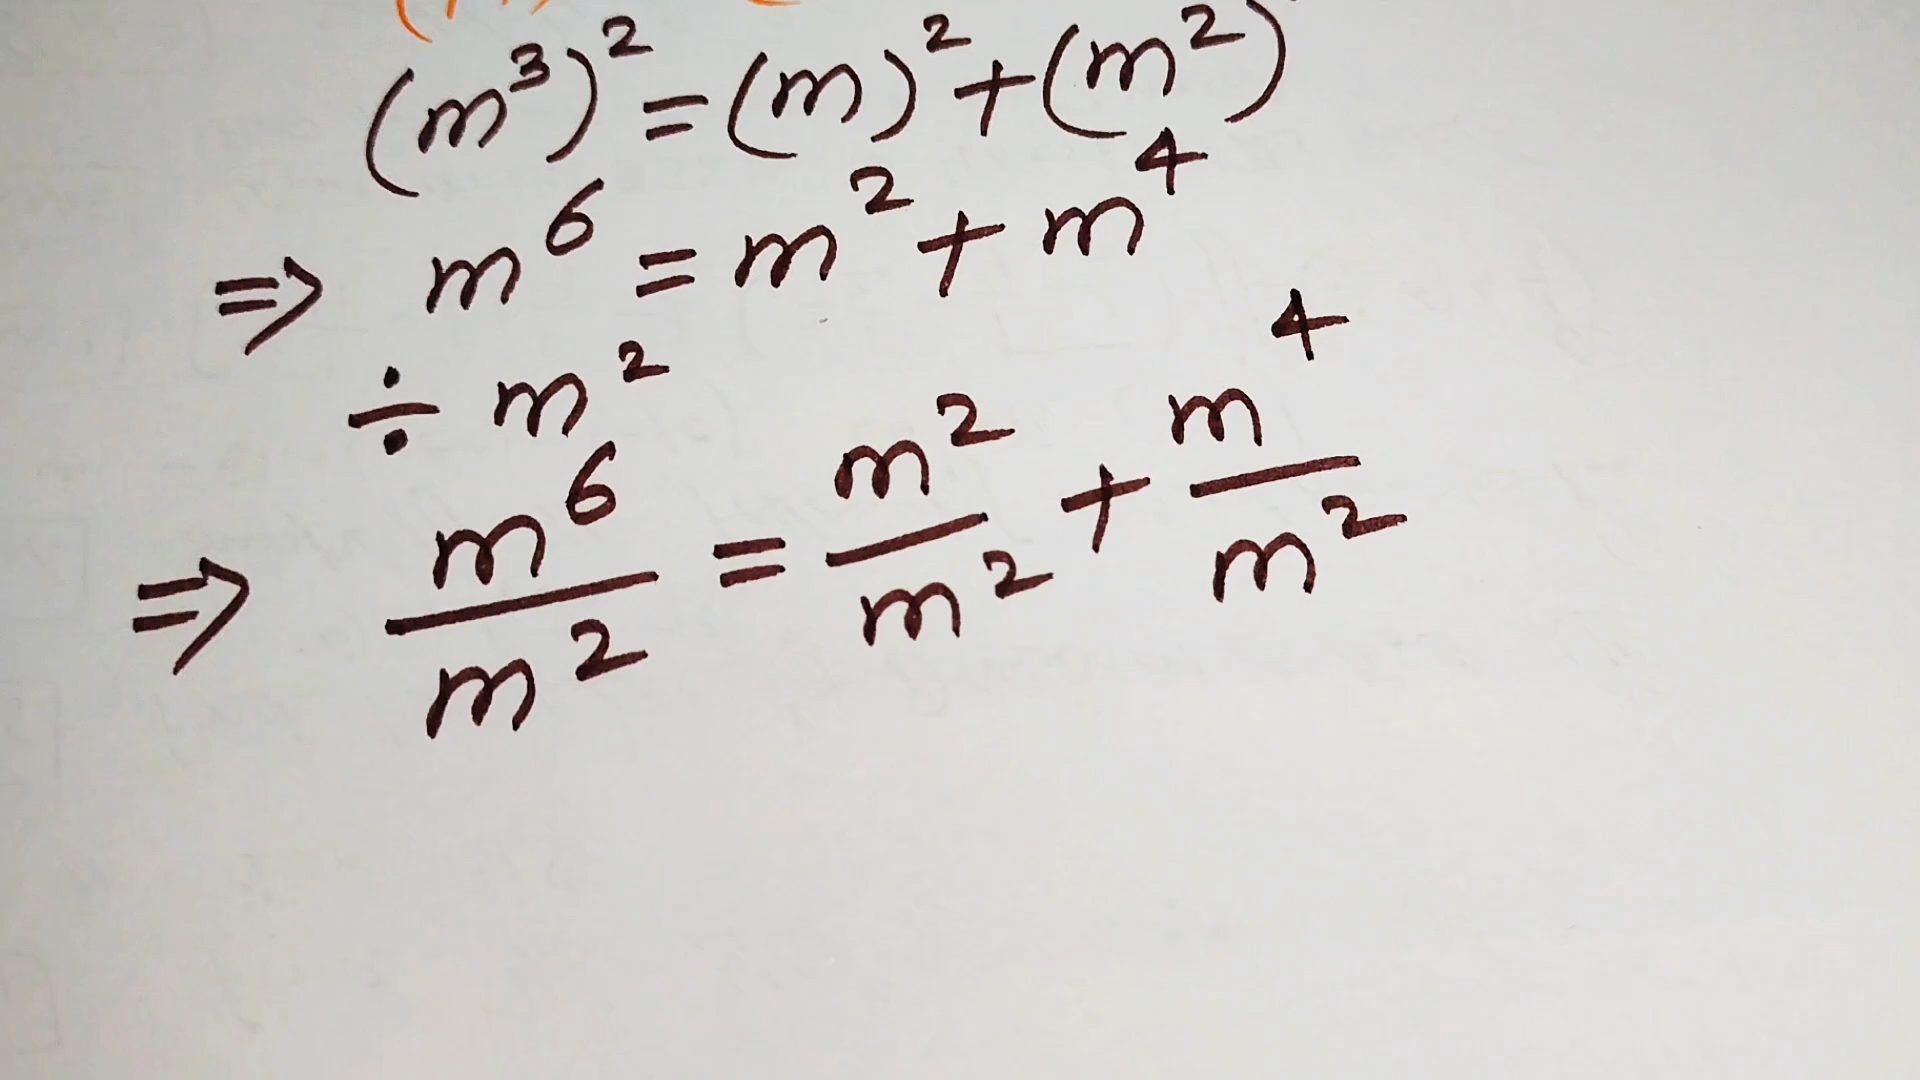 (m³)² = (m)² + (m²)
⇒ m⁶ = m² + m⁴
÷ m²
⇒ m⁶/m² = m²/m² + m⁴/m²